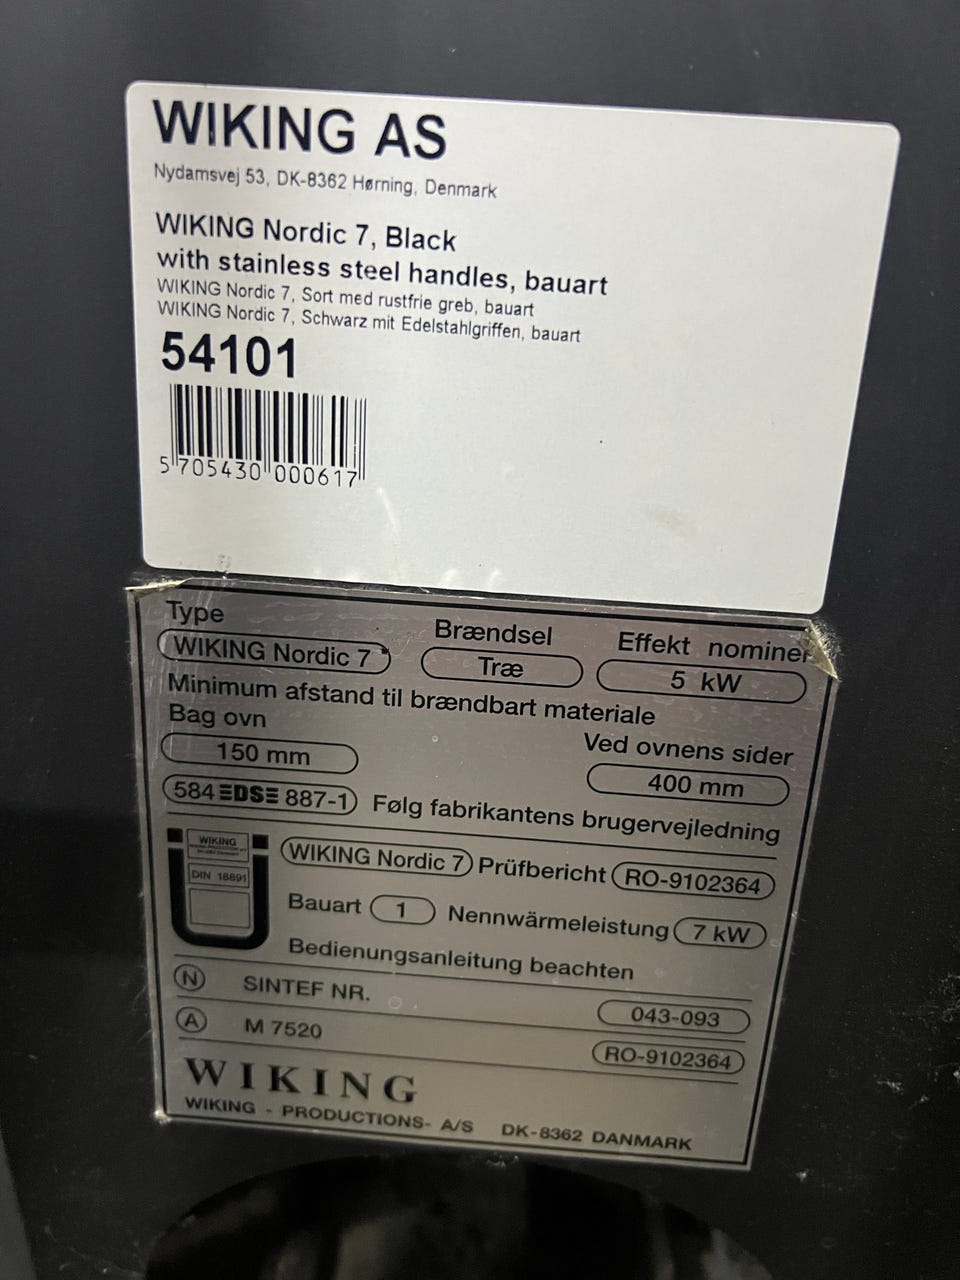 WIKING AS
Nydamsvej 53, DK-8362 Hørning, Denmark
WIKING Nordic 7, Black
with stainless steel handles, bauart
WIKING Nordic 7, Sort med rustfrie greb, bauart
WIKING Nordic 7, Schwarz mit Edelstahlgriffen, bauart
54101
5 705430 000617
Type Brændsel Effekt nominel
WIKING Nordic 7 Træ 5 kW
Minimum afstand til brændbart materiale
Bag ovn Ved ovnens sider
150 mm 400 mm
584 DS 887-1 Følg fabrikantens brugervejledning
WIKING
DIN 18891
WIKING Nordic 7 Prüfbericht RO-9102364
Bauart 1 Nennwärmeleistung 7 kW
Bedienungsanleitung beachten
N SINTEF NR. 043-093
A M 7520 RO-9102364
WIKING
WIKING - PRODUCTIONS- A/S DK-8362 DANMARK